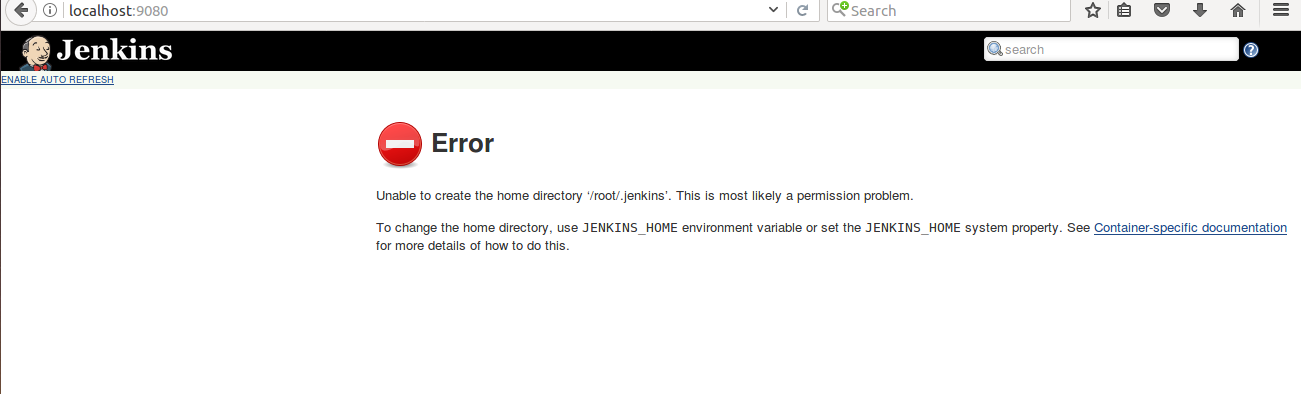 localhost:9080
Search
Jenkins
search
?
ENABLE AUTO REFRESH
Error
Unable to create the home directory ‘/root/.jenkins’. This is most likely a permission problem.
To change the home directory, use JENKINS_HOME environment variable or set the JENKINS_HOME system property. See Container-specific documentation
for more details of how to do this.